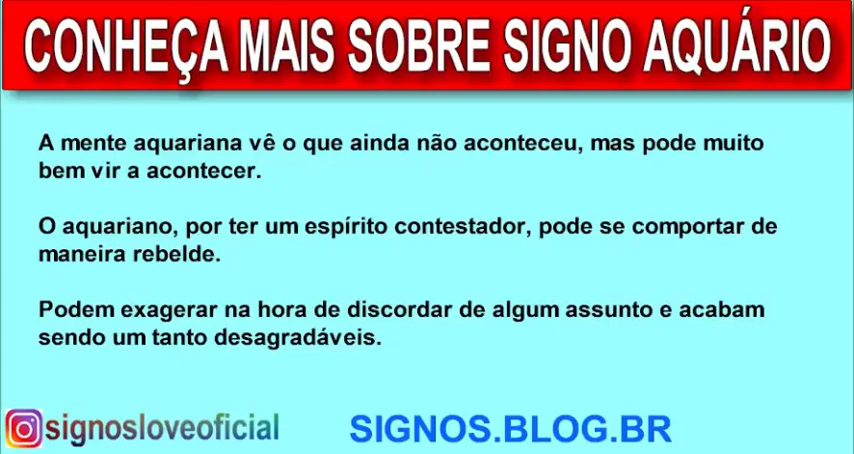 CONHEÇA MAIS SOBRE SIGNO AQUÁRIO
A mente aquariana vê o que ainda não aconteceu, mas pode muito
bem vir a acontecer.
O aquariano, por ter um espírito contestador, pode se comportar de
maneira rebelde.
Podem exagerar na hora de discordar de algum assunto e acabam
sendo um tanto desagradáveis.
signosloveoficial SIGNOS.BLOG.BR